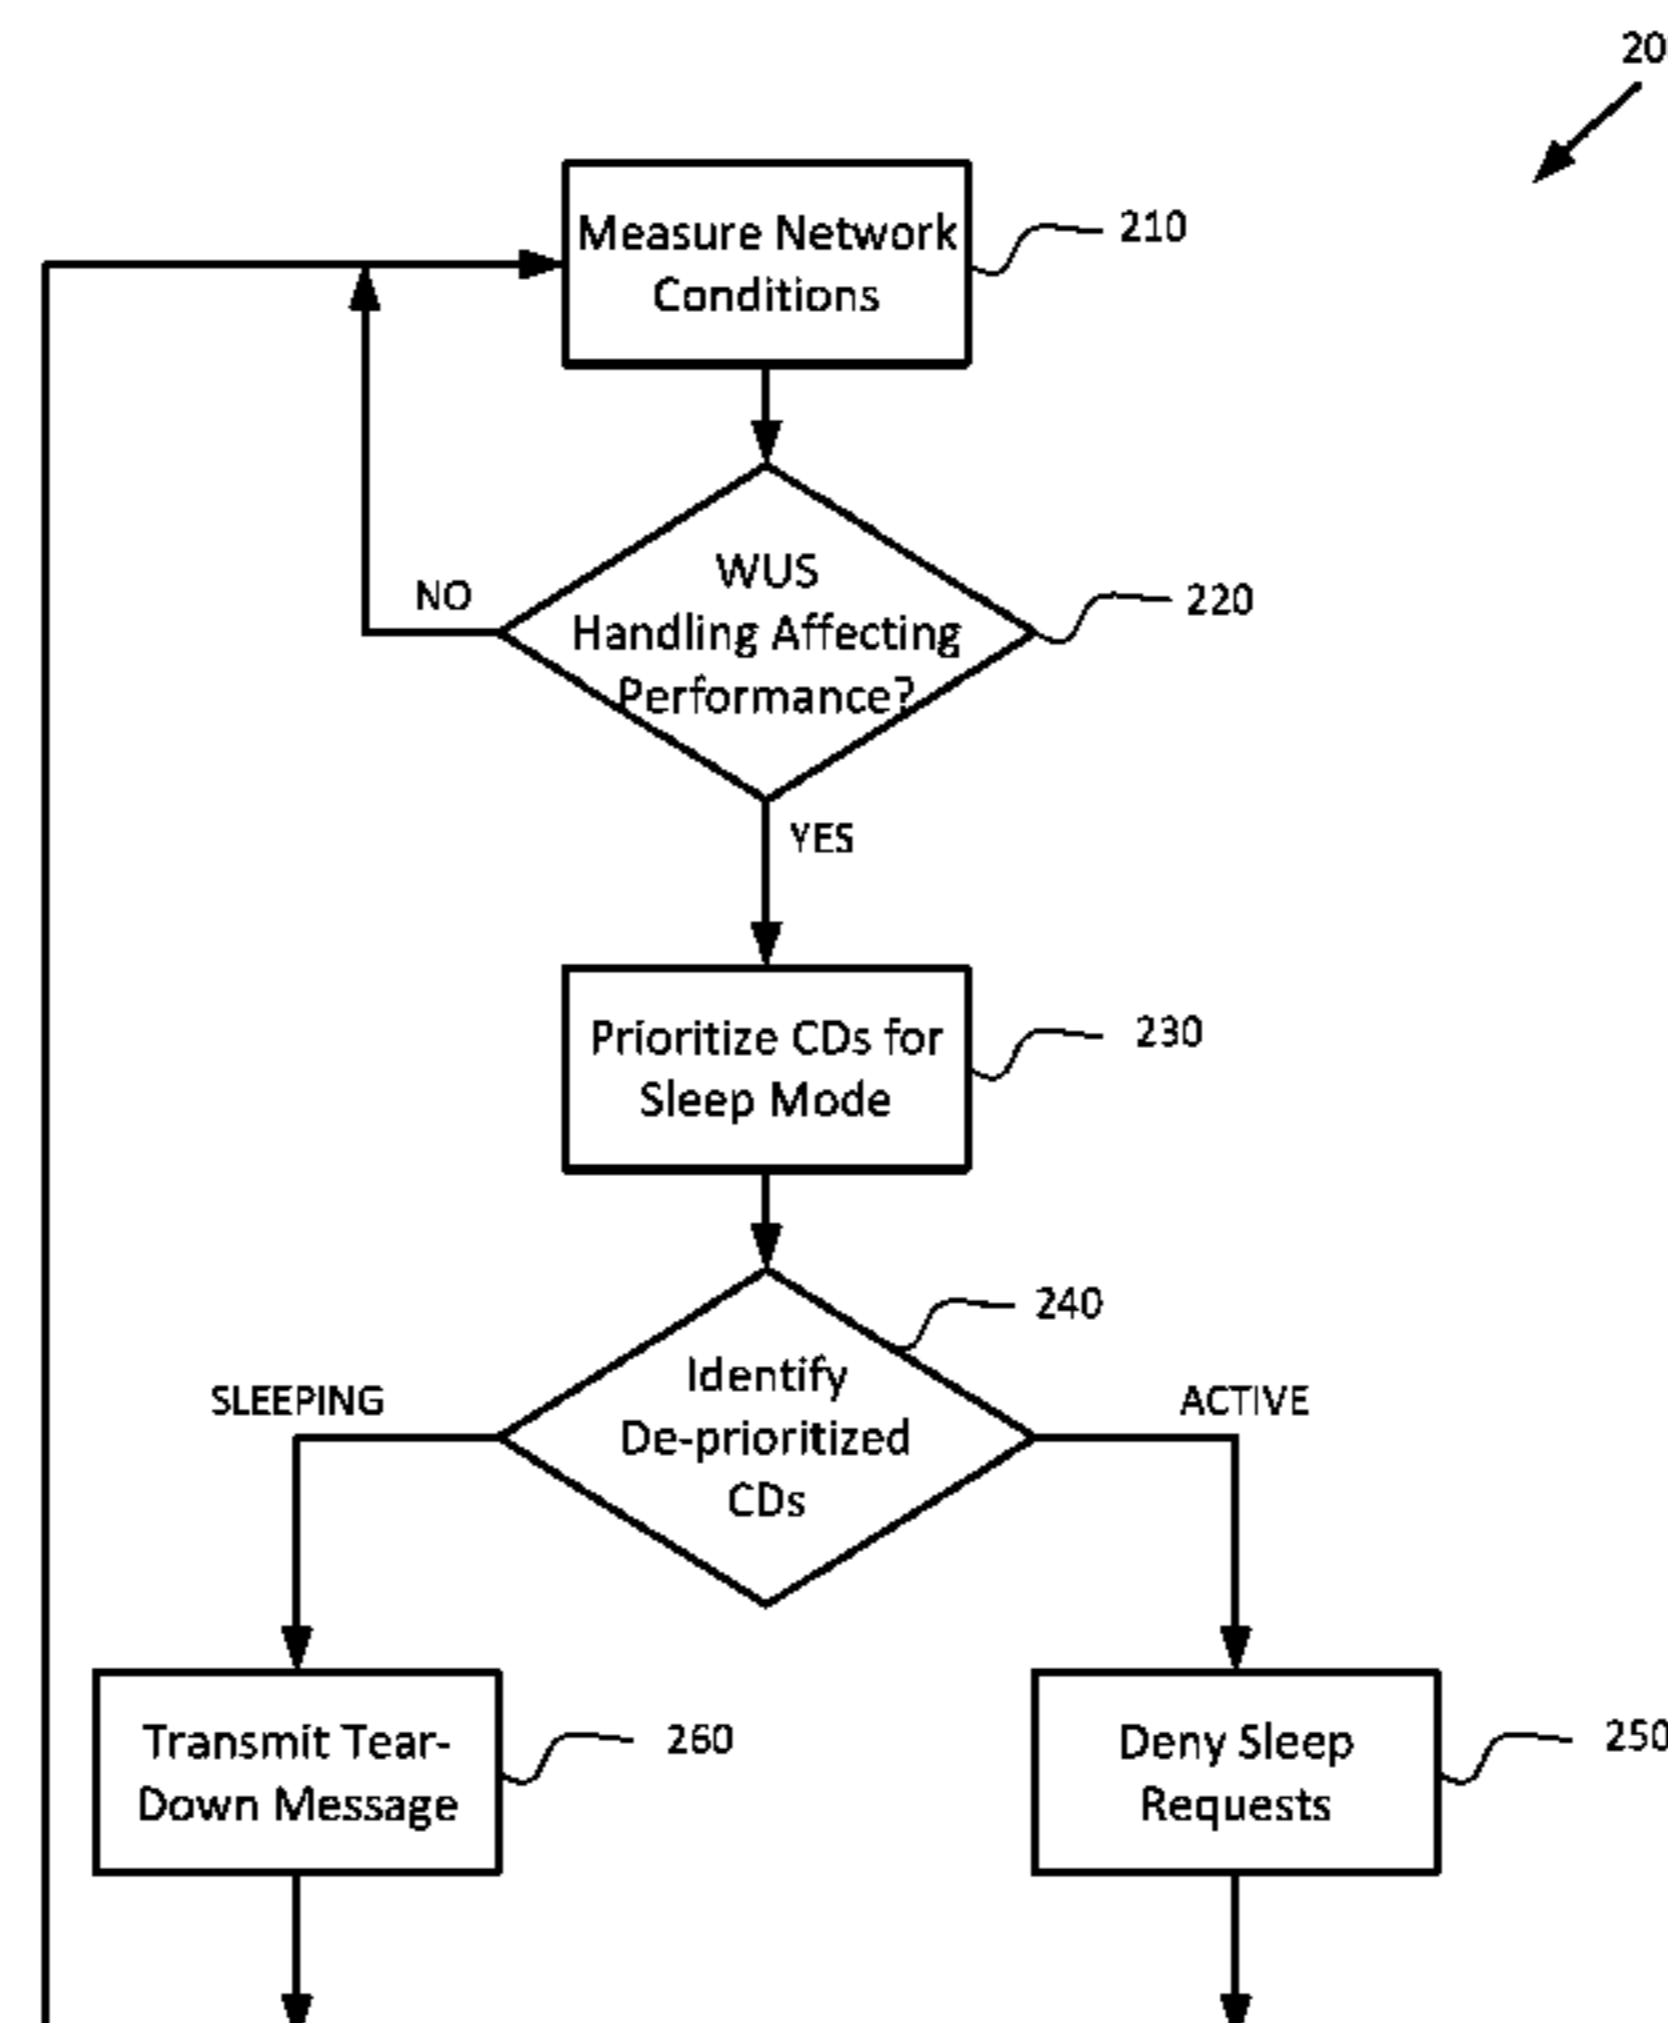 20
Measure Network
Conditions
210
WUS
Handling Affecting
Performance?
220
NO
YES
Prioritize CDs for
Sleep Mode
230
240
Identify
De-prioritized
CDs
SLEEPING
ACTIVE
Transmit Tear-
Down Message
260
Deny Sleep
Requests
250